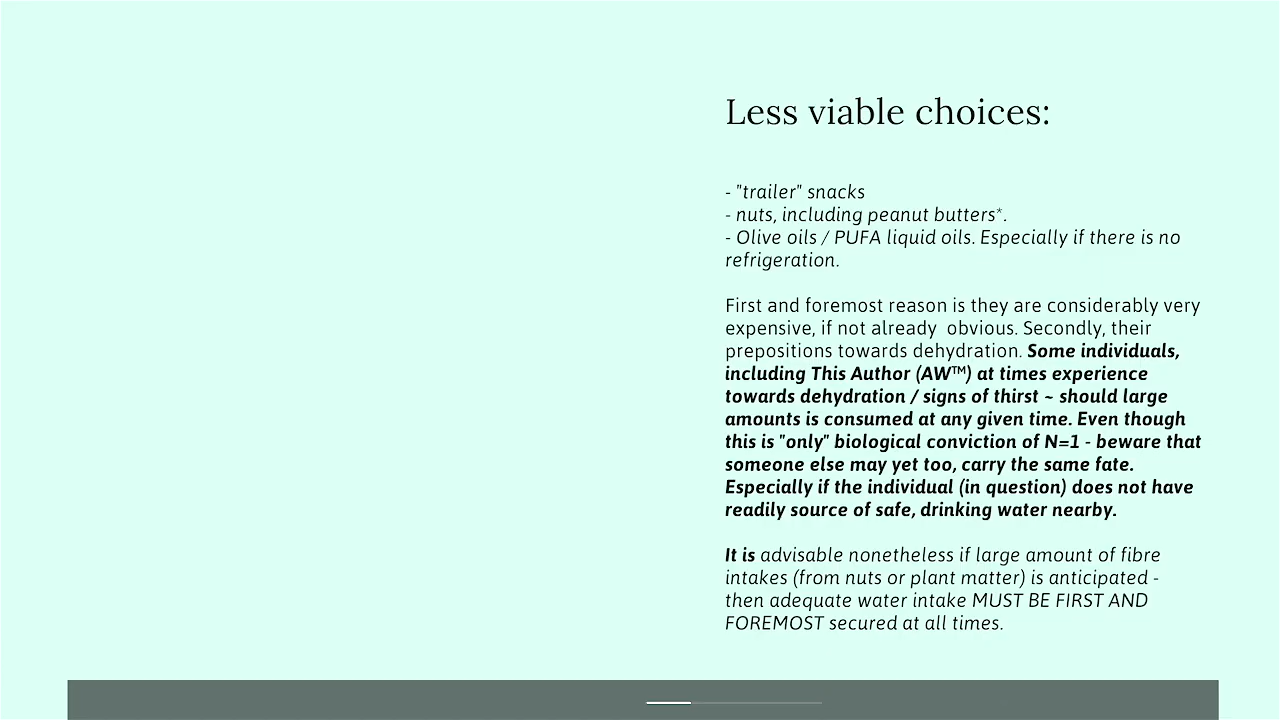 Less viable choices:
- "trailer" snacks
- nuts, including peanut butters*.
- Olive oils / PUFA liquid oils. Especially if there is no
refrigeration.
First and foremost reason is they are considerably very
expensive, if not already  obvious. Secondly, their
prepositions towards dehydration. Some individuals,
including This Author (AW™) at times experience
towards dehydration / signs of thirst ~ should large
amounts is consumed at any given time. Even though
this is "only" biological conviction of N=1 - beware that
someone else may yet too, carry the same fate.
Especially if the individual (in question) does not have
readily source of safe, drinking water nearby.
It is advisable nonetheless if large amount of fibre
intakes (from nuts or plant matter) is anticipated -
then adequate water intake MUST BE FIRST AND
FOREMOST secured at all times.